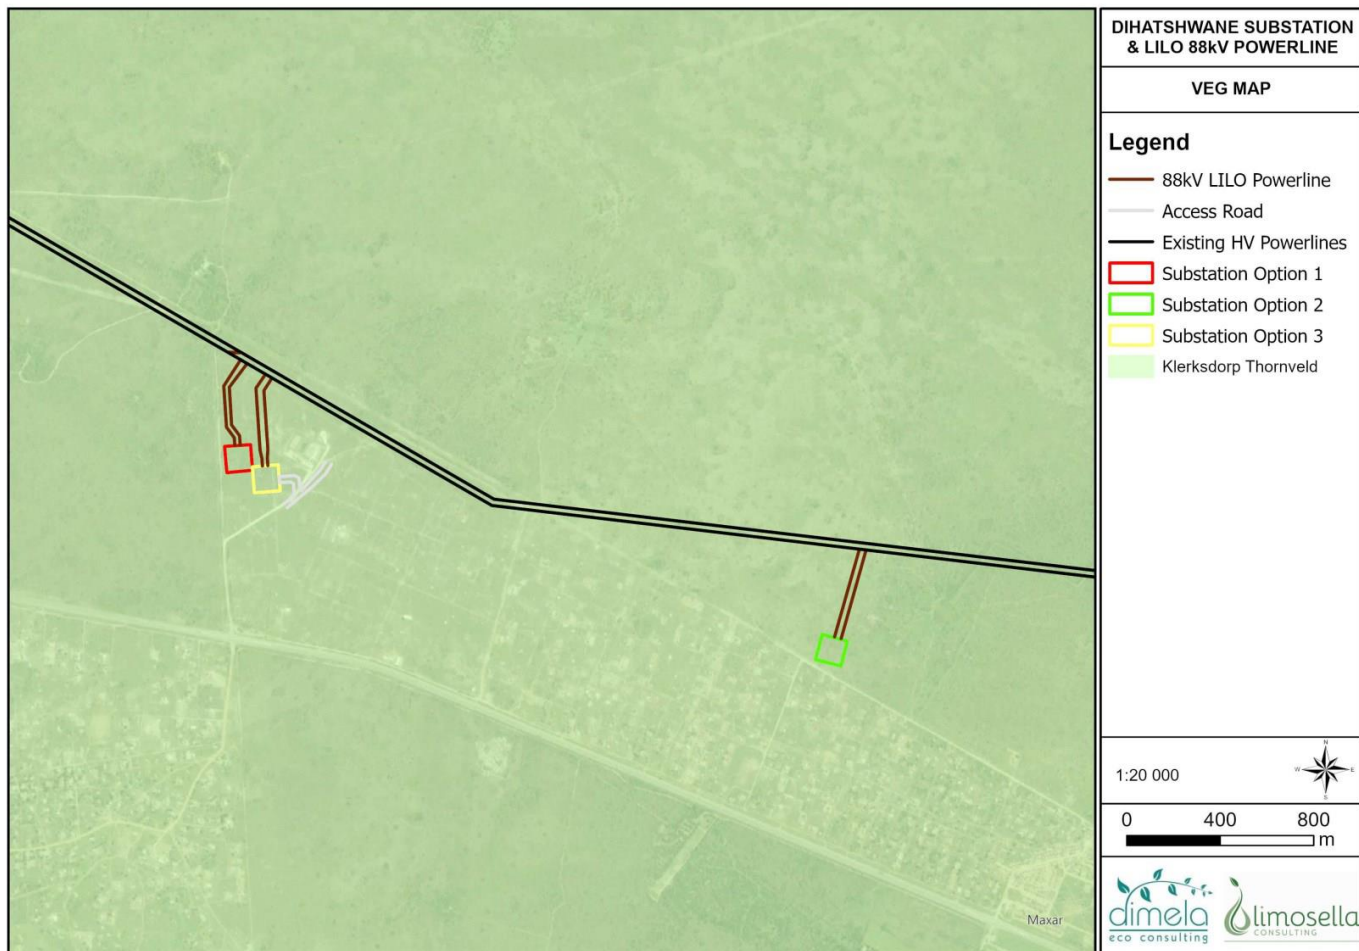 DIHATSHWANE SUBSTATION
& LILO 88kV POWERLINE
VEG MAP
Legend
88kV LILO Powerline
Access Road
Existing HV Powerlines
Substation Option 1
Substation Option 2
Substation Option 3
Klerksdorp Thornveld
N
W
E
S
1:20 000
0 400 800
m
dimela
eco consulting
limosella
CONSULTING
Maxar